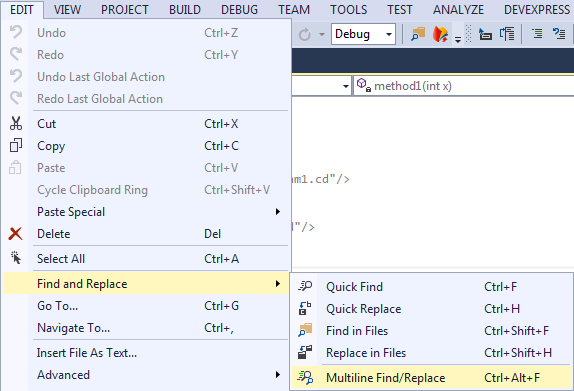 EDIT VIEW PROJECT BUILD DEBUG TEAM TOOLS TEST ANALYZE DEVEXPRESS
Debug
method1(int x)
Undo Ctrl+Z
Redo Ctrl+Y
Undo Last Global Action
Redo Last Global Action
Cut Ctrl+X
Copy Ctrl+C
Paste Ctrl+V
Cycle Clipboard Ring Ctrl+Shift+V
m1.cd"/>
Paste Special
Delete Del
"/>
Select All Ctrl+A
Find and Replace
Go To... Ctrl+G
Navigate To... Ctrl+,
Insert File As Text...
Advanced
Quick Find Ctrl+F
Quick Replace Ctrl+H
Find in Files Ctrl+Shift+F
Replace in Files Ctrl+Shift+H
Multiline Find/Replace Ctrl+Alt+F